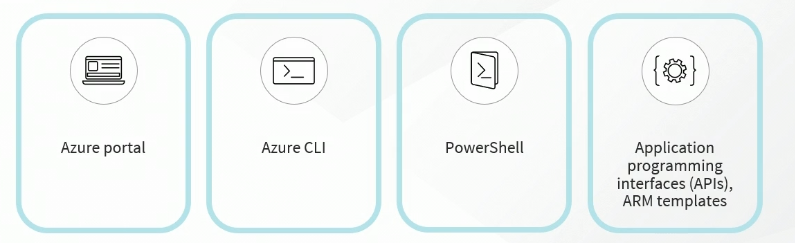 Azure portal
Azure CLI
PowerShell
Application
programming
interfaces (APIs),
ARM templates